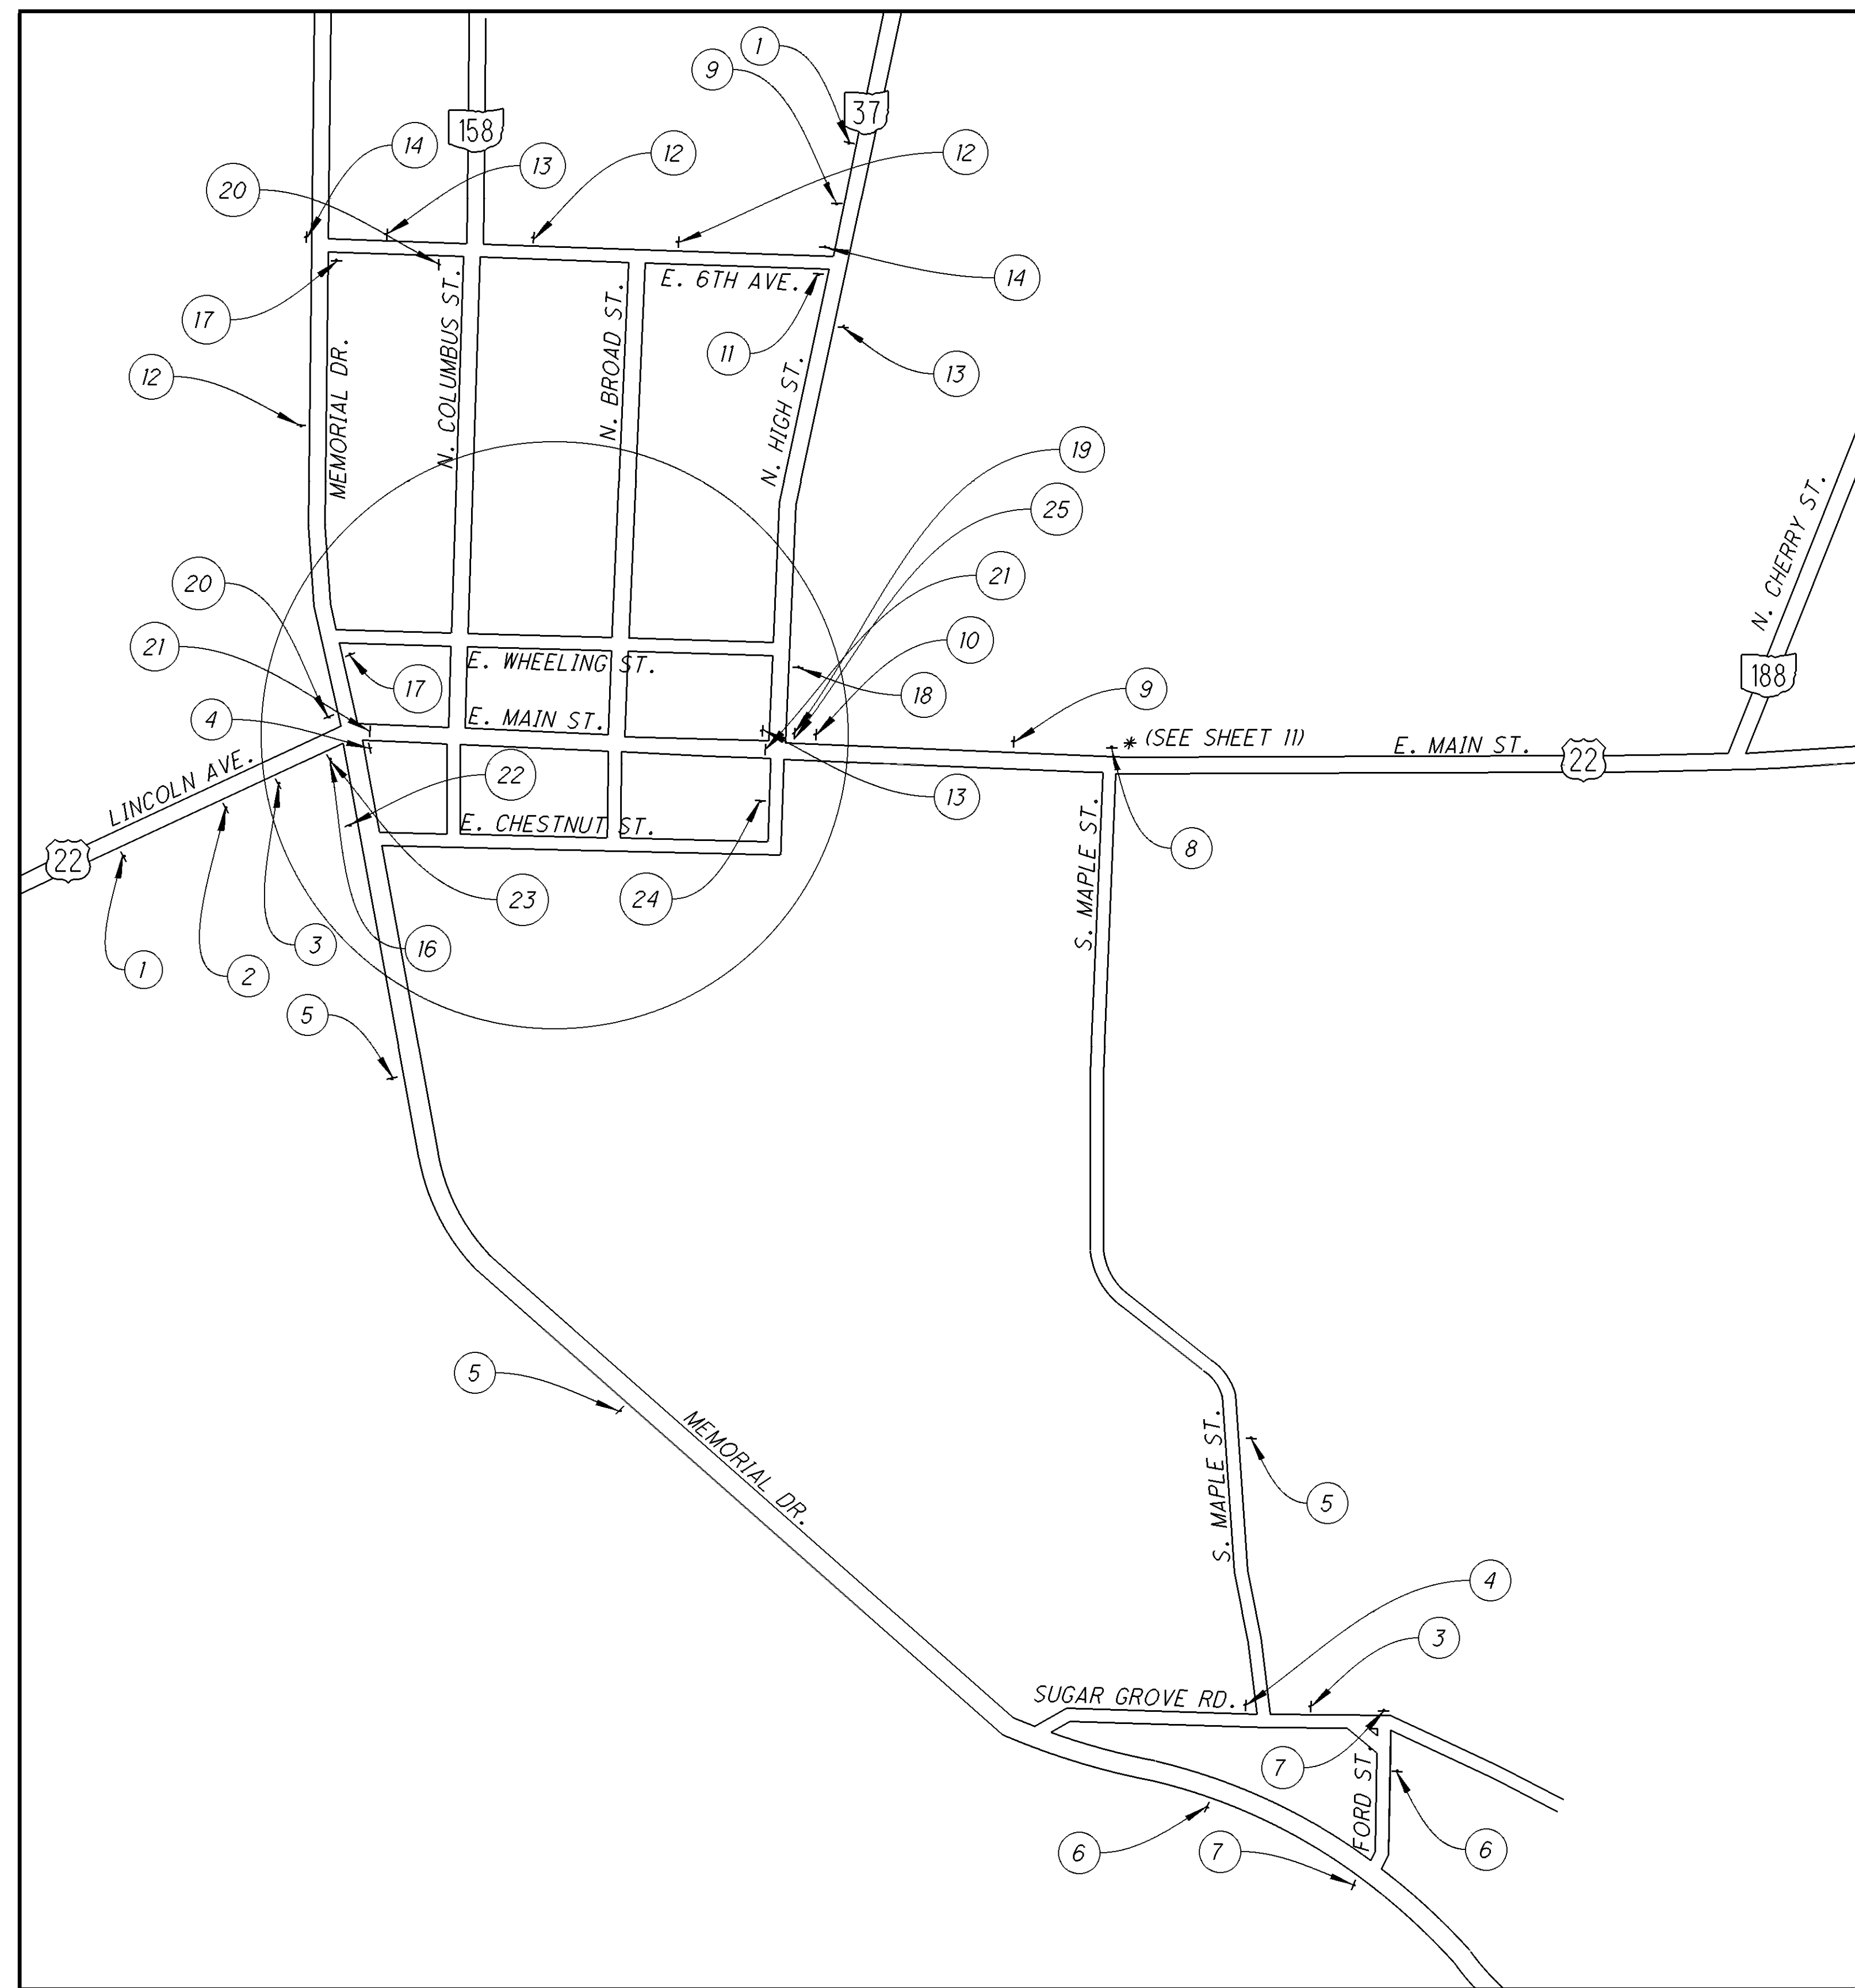 1
9
37
158
14
13
12
12
20
14
E. 6TH AVE.
17
11
12
13
MEMORIAL DR.
N. COLUMBUS ST.
N. BROAD ST.
N. HIGH ST.
19
25
N. CHERRY ST.
20
21
21
10
E. WHEELING ST.
188
17
18
9
4
E. MAIN ST.
* (SEE SHEET 11)
E. MAIN ST.
22
LINCOLN AVE.
22
13
E. CHESTNUT ST.
8
22
23
24
S. MAPLE ST.
3
16
1
2
5
5
MEMORIAL DR.
S. MAPLE ST.
5
4
3
SUGAR GROVE RD.
7
FORD ST.
6
7
6